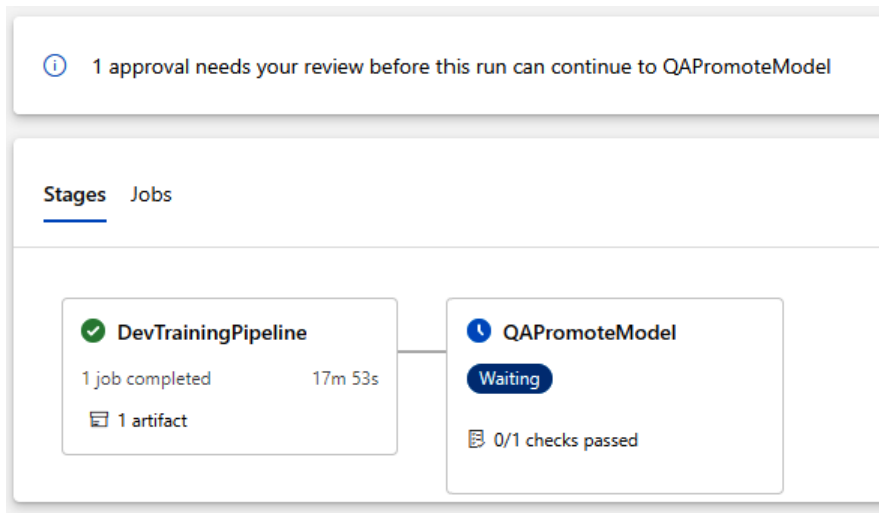 1 approval needs your review before this run can continue to QAPromoteModel
Stages Jobs
DevTrainingPipeline
1 job completed 17m 53s
1 artifact
QAPromoteModel
Waiting
0/1 checks passed